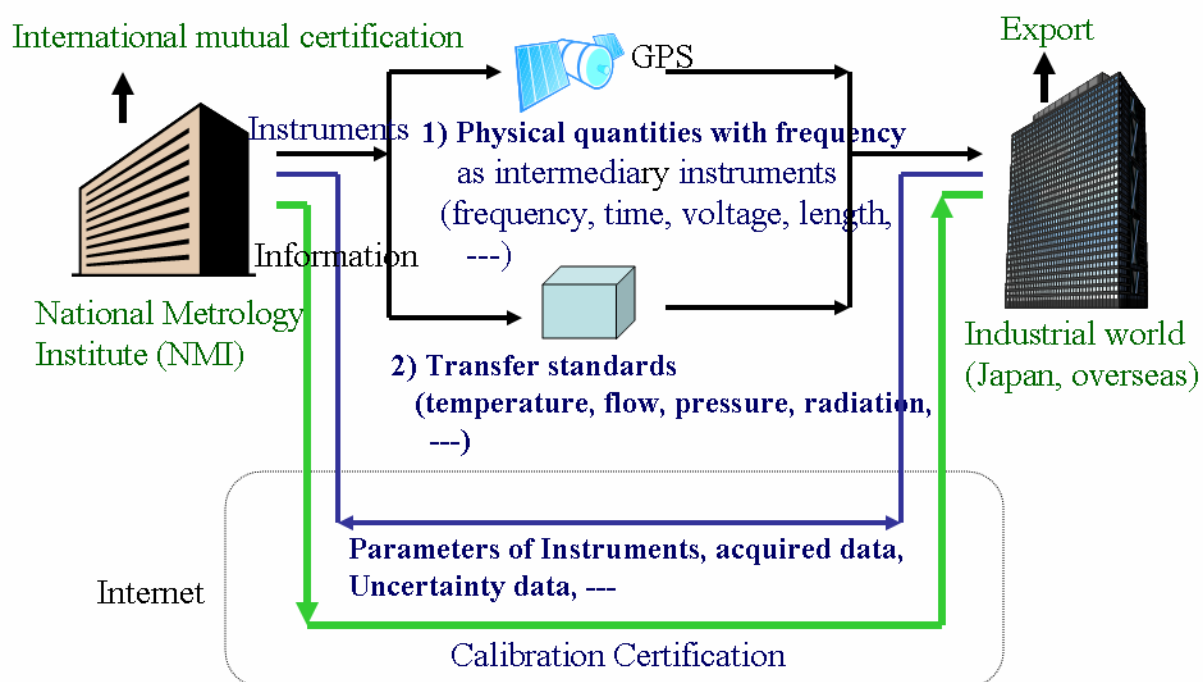 International mutual certification
Export
GPS
Instruments
1) Physical quantities with frequency
as intermediary instruments
(frequency, time, voltage, length,
---)
Information
National Metrology
Institute (NMI)
Industrial world
(Japan, overseas)
2) Transfer standards
(temperature, flow, pressure, radiation,
---)
Parameters of Instruments, acquired data,
Uncertainty data, ---
Internet
Calibration Certification